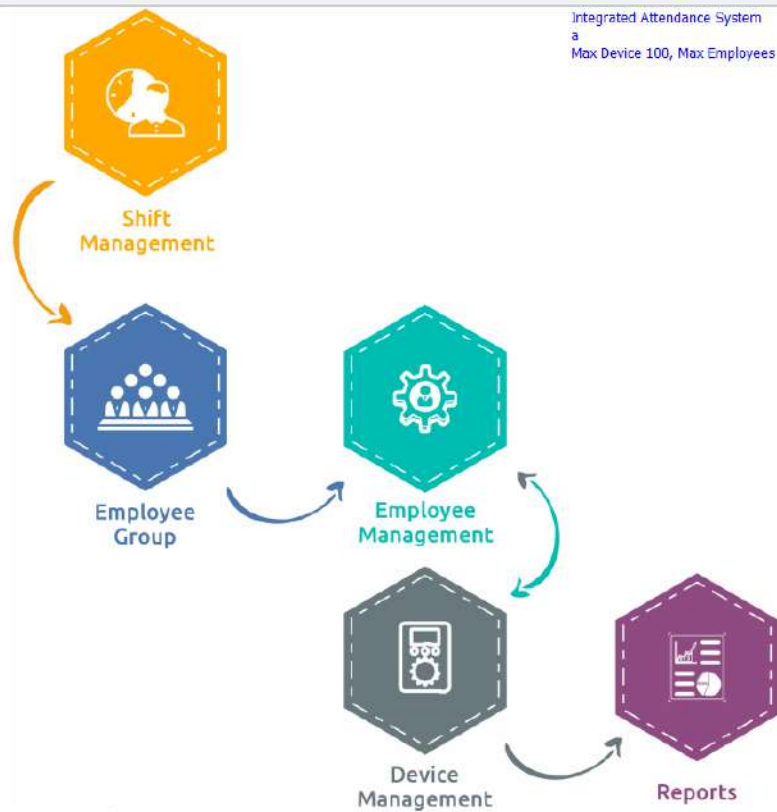 Integrated Attendance System
a
Max Device 100, Max Employees
Shift
Management
Employee
Group
Employee
Management
Device
Management
Reports